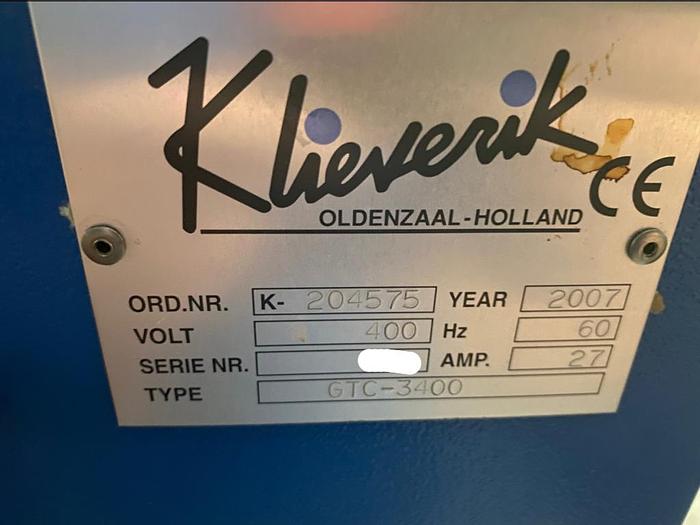 Klieverik
CE
OLDENZAAL-HOLLAND
ORD.NR. K- 204575 YEAR 2007
VOLT 400 Hz 60
SERIE NR. AMP. 27
TYPE GTC-3400